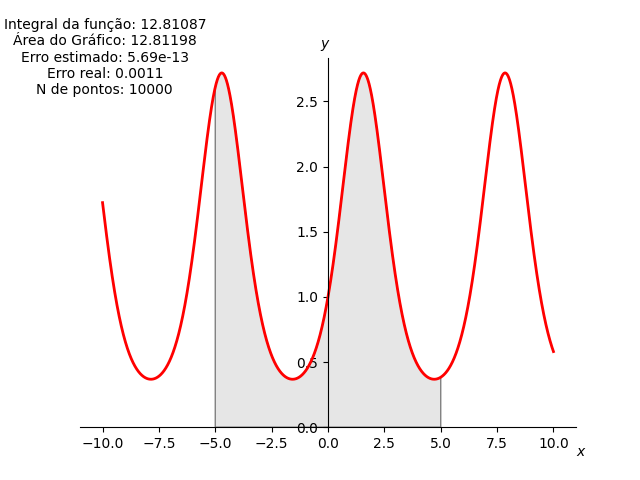 Integral da função: 12.81087
Área do Gráfico: 12.81198
Erro estimado: 5.69e-13
Erro real: 0.0011
N de pontos: 10000
y
2.5
2.0
1.5
1.0
0.5
0.0
−10.0 −7.5 −5.0 −2.5 0.0 2.5 5.0 7.5 10.0
x